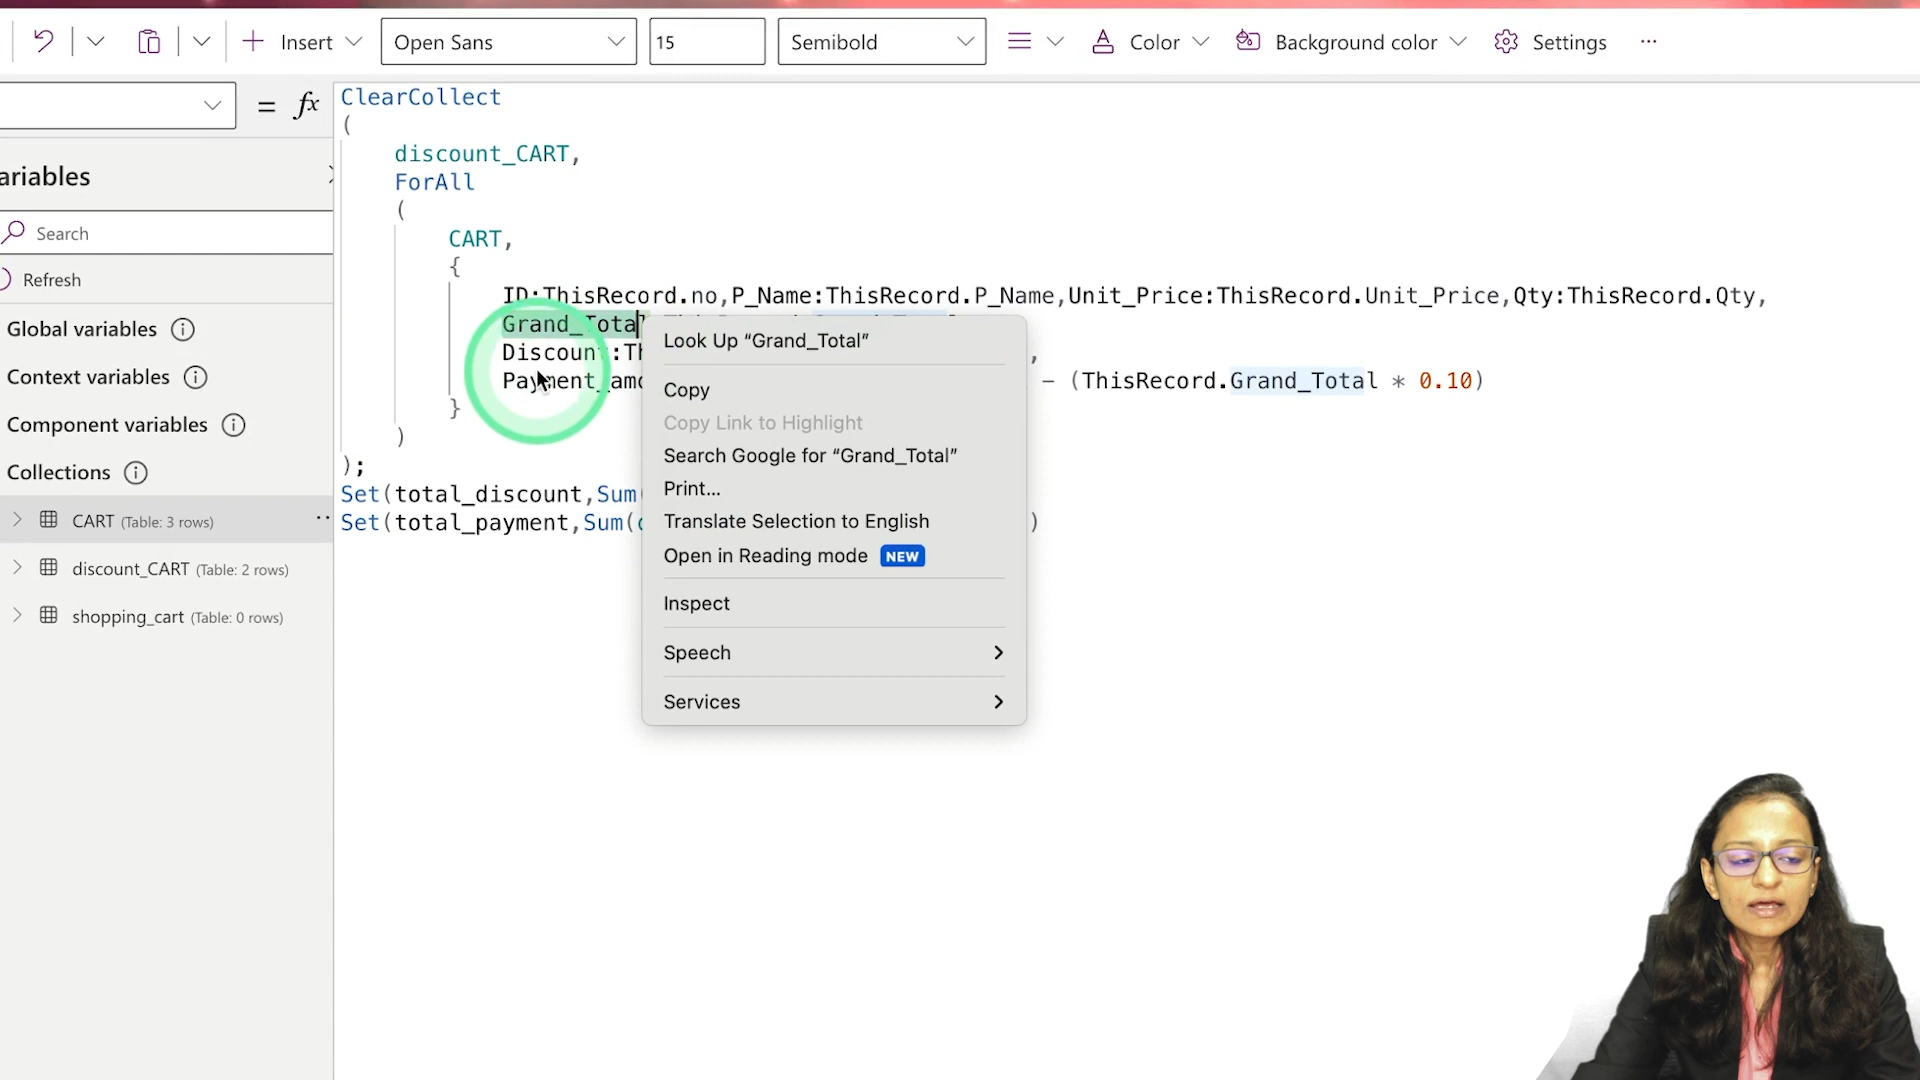 Insert
Open Sans
15
Semibold
Color
Background color
Settings
...
= fx
ClearCollect
(
discount_CART,
ForAll
(
CART,
{
ID:ThisRecord.no,P_Name:ThisRecord.P_Name,Unit_Price:ThisRecord.Unit_Price,Qty:ThisRecord.Qty,
Grand_Total
Discount:Th
Payment_amo - (ThisRecord.Grand_Total * 0.10)
}
)
);
Set(total_discount,Sum(
Set(total_payment,Sum( )
ariables
Search
Refresh
Global variables
Context variables
Component variables
Collections
CART (Table: 3 rows)
discount_CART (Table: 2 rows)
shopping_cart (Table: 0 rows)
Look Up “Grand_Total”
Copy
Copy Link to Highlight
Search Google for “Grand_Total”
Print...
Translate Selection to English
Open in Reading mode NEW
Inspect
Speech
Services